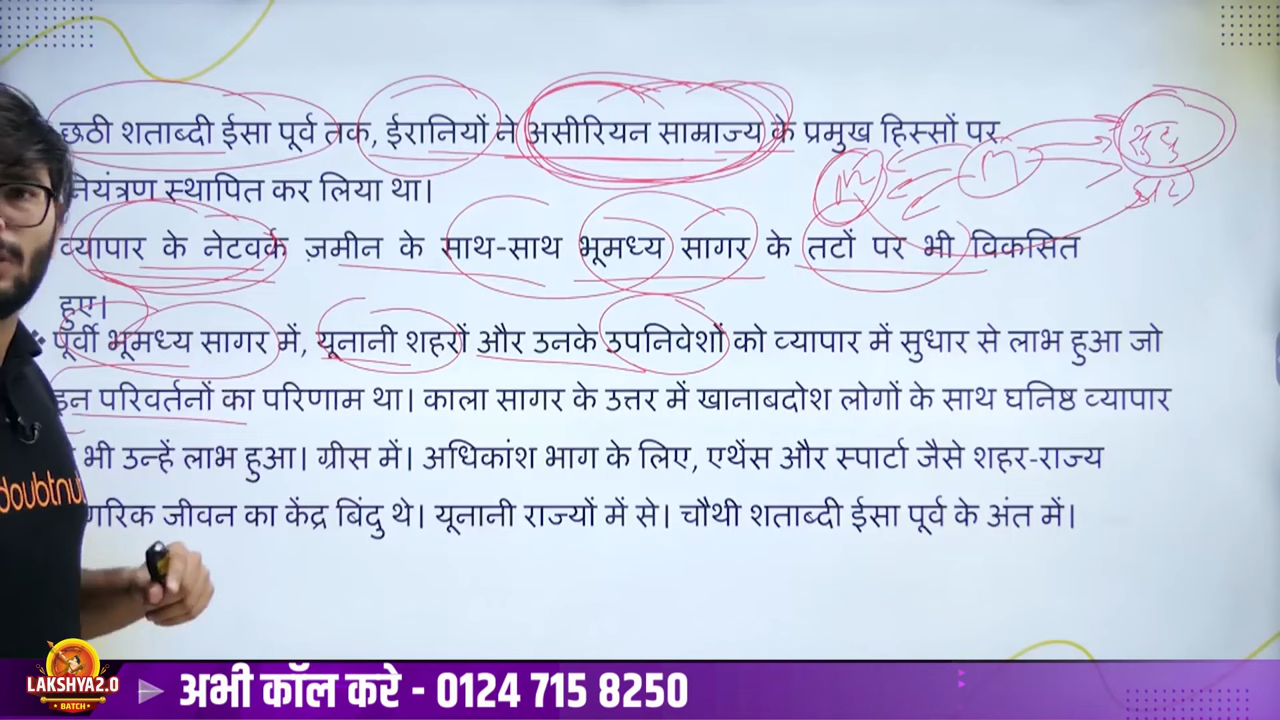 छठी शताब्दी ईसा पूर्व तक, ईरानियों ने असीरियन साम्राज्य के प्रमुख हिस्सों पर
नियंत्रण स्थापित कर लिया था।
व्यापार के नेटवर्क ज़मीन के साथ-साथ भूमध्य सागर के तटों पर भी विकसित
हुए।
पूर्वी भूमध्य सागर में, यूनानी शहरों और उनके उपनिवेशों को व्यापार में सुधार से लाभ हुआ जो
इन परिवर्तनों का परिणाम था। काला सागर के उत्तर में खानाबदोश लोगों के साथ घनिष्ठ व्यापार
भी उन्हें लाभ हुआ। ग्रीस में। अधिकांश भाग के लिए, एथेंस और स्पार्टा जैसे शहर-राज्य
नागरिक जीवन का केंद्र बिंदु थे। यूनानी राज्यों में से। चौथी शताब्दी ईसा पूर्व के अंत में।
doubtnut
LAKSHYA2.0
BATCH
अभी कॉल करे - 0124 715 8250